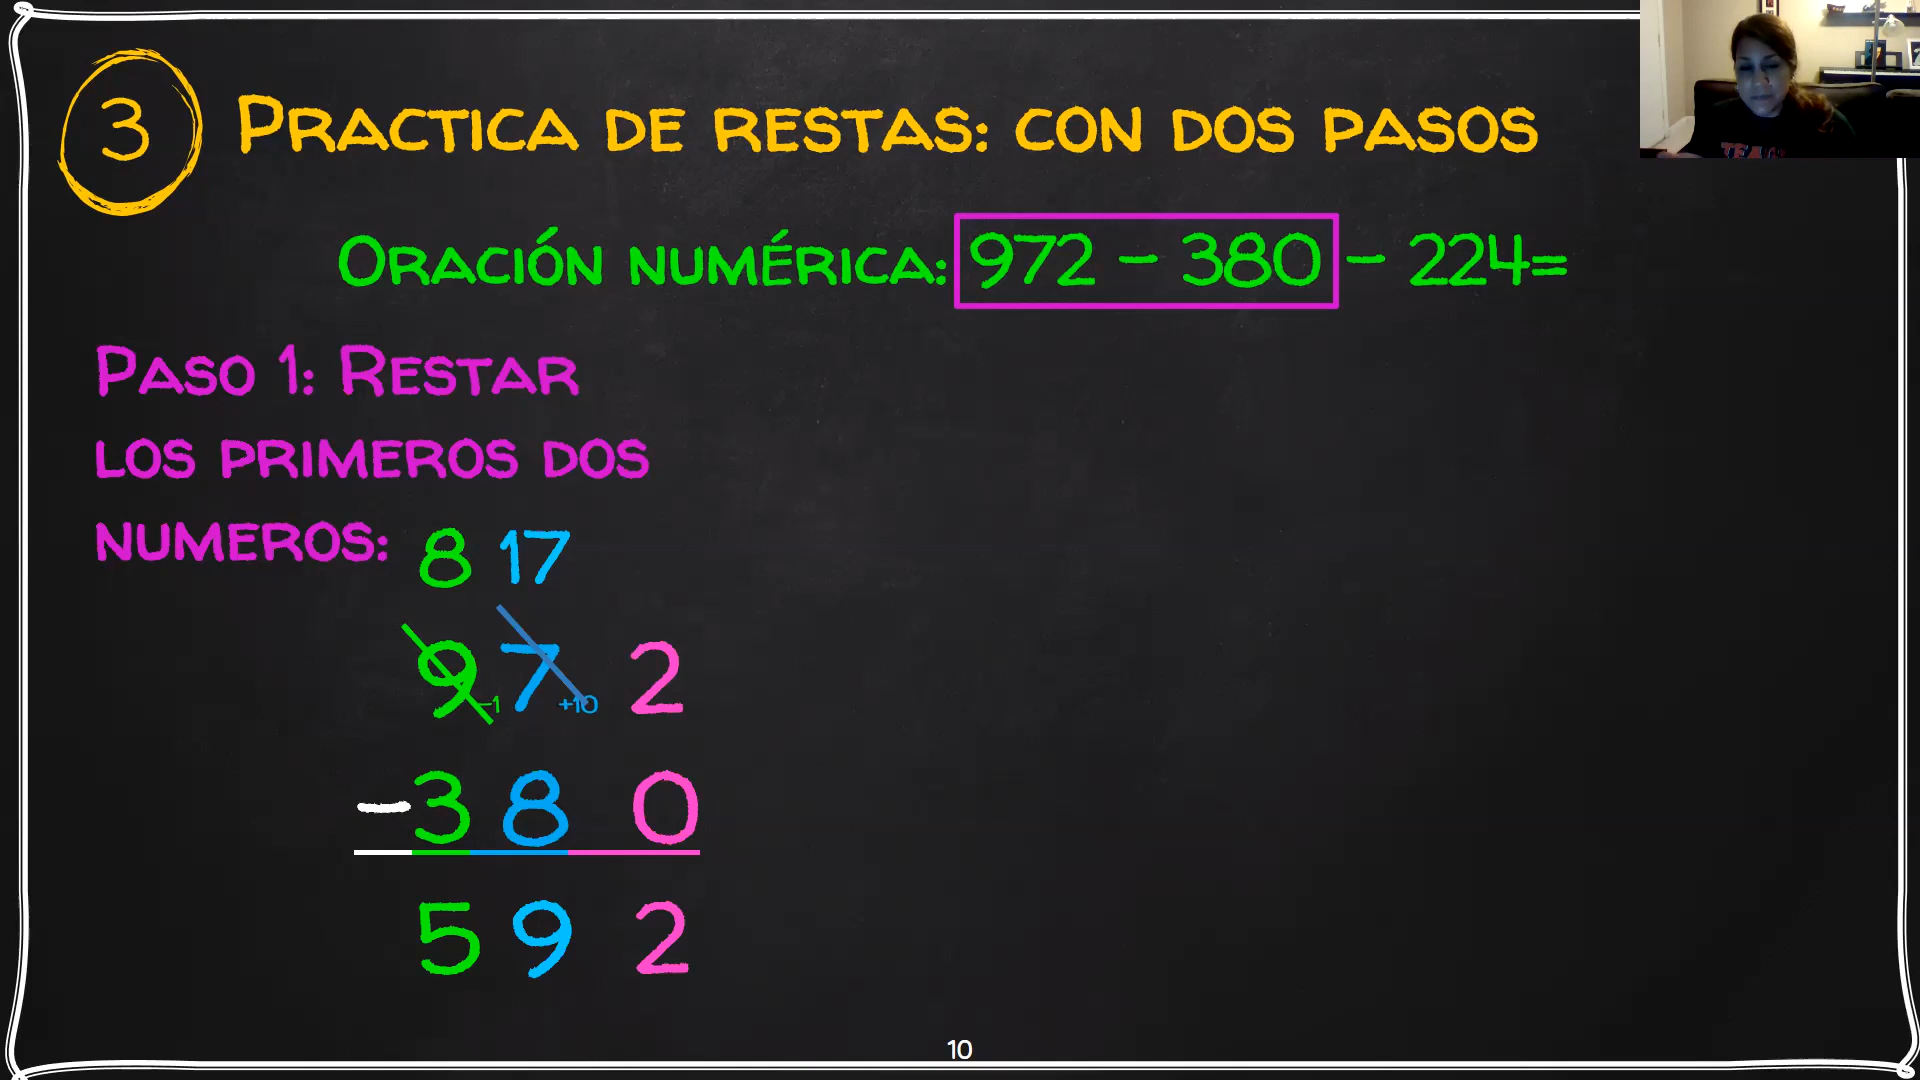 3
PRACTICA DE RESTAS: CON DOS PASOS
ORACIÓN NUMÉRICA: 972 - 380 - 224=
PASO 1: RESTAR
LOS PRIMEROS DOS
NUMEROS:
8 17
9 -1 7 +10 2
- 3 8 0
5 9 2
10